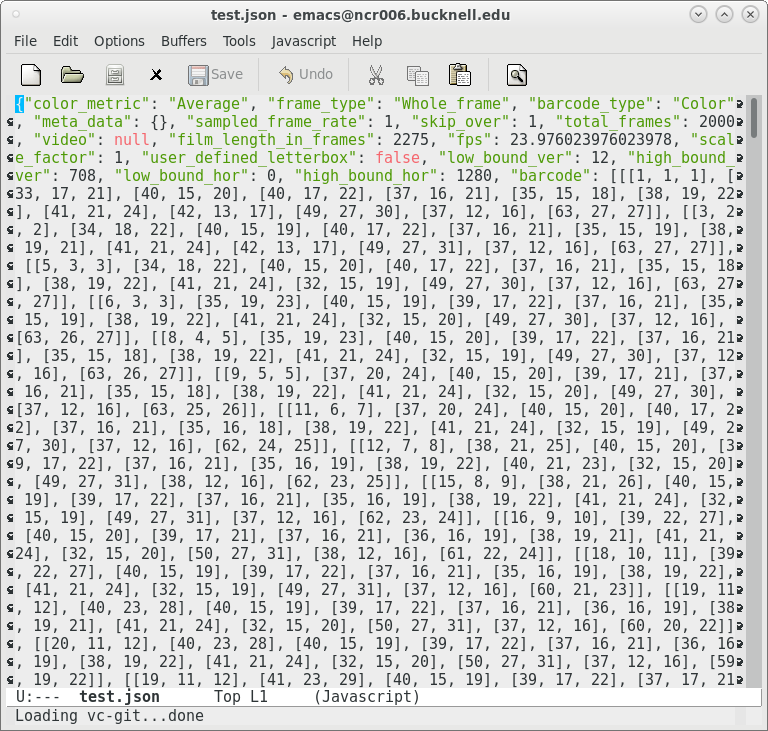 test.json - emacs@ncr006.bucknell.edu
File Edit Options Buffers Tools Javascript Help
Save Undo
{"color_metric": "Average", "frame_type": "Whole_frame", "barcode_type": "Color"
, "meta_data": {}, "sampled_frame_rate": 1, "skip_over": 1, "total_frames": 2000
, "video": null, "film_length_in_frames": 2275, "fps": 23.976023976023978, "scal
e_factor": 1, "user_defined_letterbox": false, "low_bound_ver": 12, "high_bound_
ver": 708, "low_bound_hor": 0, "high_bound_hor": 1280, "barcode": [[[1, 1, 1], [
33, 17, 21], [40, 15, 20], [40, 17, 22], [37, 16, 21], [35, 15, 18], [38, 19, 22
], [41, 21, 24], [42, 13, 17], [49, 27, 30], [37, 12, 16], [63, 27, 27]], [[3, 2
, 2], [34, 18, 22], [40, 15, 19], [40, 17, 22], [37, 16, 21], [35, 15, 19], [38,
 19, 21], [41, 21, 24], [42, 13, 17], [49, 27, 31], [37, 12, 16], [63, 27, 27]],
 [[5, 3, 3], [34, 18, 22], [40, 15, 20], [40, 17, 22], [37, 16, 21], [35, 15, 18
], [38, 19, 22], [41, 21, 24], [32, 15, 19], [49, 27, 30], [37, 12, 16], [63, 27
, 27]], [[6, 3, 3], [35, 19, 23], [40, 15, 19], [39, 17, 22], [37, 16, 21], [35,
 15, 19], [38, 19, 22], [41, 21, 24], [32, 15, 20], [49, 27, 30], [37, 12, 16],
[63, 26, 27]], [[8, 4, 5], [35, 19, 23], [40, 15, 20], [39, 17, 22], [37, 16, 21
], [35, 15, 18], [38, 19, 22], [41, 21, 24], [32, 15, 19], [49, 27, 30], [37, 12
, 16], [63, 26, 27]], [[9, 5, 5], [37, 20, 24], [40, 15, 20], [39, 17, 21], [37,
 16, 21], [35, 15, 18], [38, 19, 22], [41, 21, 24], [32, 15, 20], [49, 27, 30],
[37, 12, 16], [63, 25, 26]], [[11, 6, 7], [37, 20, 24], [40, 15, 20], [40, 17, 2
2], [37, 16, 21], [35, 16, 18], [38, 19, 22], [41, 21, 24], [32, 15, 19], [49, 2
7, 30], [37, 12, 16], [62, 24, 25]], [[12, 7, 8], [38, 21, 25], [40, 15, 20], [3
9, 17, 22], [37, 16, 21], [35, 16, 19], [38, 19, 22], [40, 21, 23], [32, 15, 20]
, [49, 27, 31], [38, 12, 16], [62, 23, 25]], [[15, 8, 9], [38, 21, 26], [40, 15,
 19], [39, 17, 22], [37, 16, 21], [35, 16, 19], [38, 19, 22], [41, 21, 24], [32,
 15, 19], [49, 27, 31], [37, 12, 16], [62, 23, 24]], [[16, 9, 10], [39, 22, 27],
 [40, 15, 20], [39, 17, 21], [37, 16, 21], [36, 16, 19], [38, 19, 21], [41, 21,
24], [32, 15, 20], [50, 27, 31], [38, 12, 16], [61, 22, 24]], [[18, 10, 11], [39
, 22, 27], [40, 15, 19], [39, 17, 22], [37, 16, 21], [35, 16, 19], [38, 19, 22],
 [41, 21, 24], [32, 15, 19], [49, 27, 31], [37, 12, 16], [60, 21, 23]], [[19, 11
, 12], [40, 23, 28], [40, 15, 19], [39, 17, 22], [37, 16, 21], [36, 16, 19], [38
, 19, 21], [41, 21, 24], [32, 15, 20], [50, 27, 31], [37, 12, 16], [60, 20, 22]]
, [[20, 11, 12], [40, 23, 28], [40, 15, 19], [39, 17, 22], [37, 16, 21], [36, 16
, 19], [38, 19, 22], [41, 21, 24], [32, 15, 20], [50, 27, 31], [37, 12, 16], [59
, 19, 22]], [[19, 11, 12], [41, 23, 29], [40, 15, 19], [39, 17, 22], [37, 17, 21
U:--- test.json Top L1 (Javascript)
Loading vc-git...done